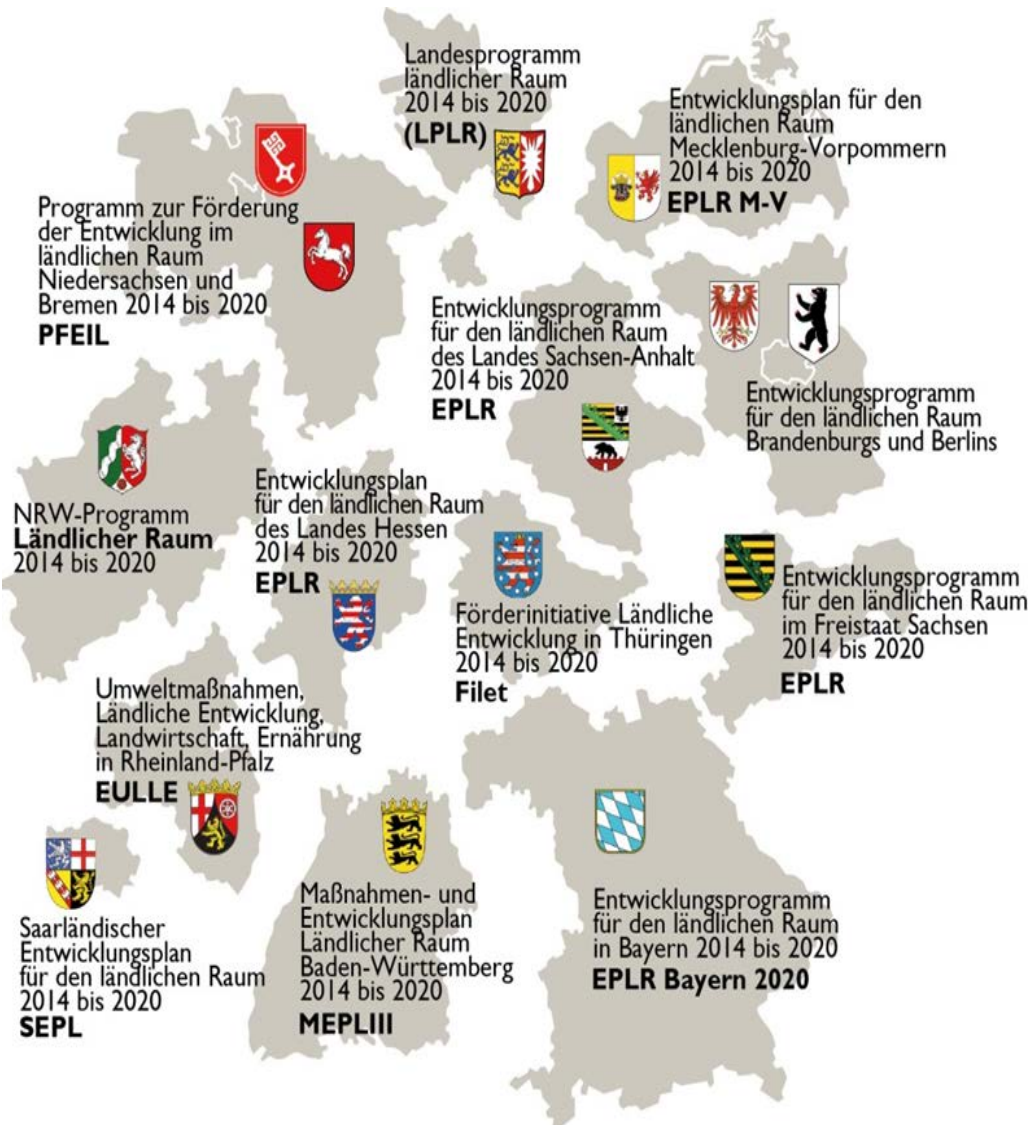 Landesprogramm
ländlicher Raum
2014 bis 2020
(LPLR)
Entwicklungsplan für den
ländlichen Raum
Mecklenburg-Vorpommern
2014 bis 2020
EPLR M-V
Programm zur Förderung
der Entwicklung im
ländlichen Raum
Niedersachsen und
Bremen 2014 bis 2020
PFEIL
Entwicklungsprogramm
für den ländlichen Raum
des Landes Sachsen-Anhalt
2014 bis 2020
EPLR
Entwicklungsprogramm
für den ländlichen Raum
Brandenburgs und Berlins
NRW-Programm
Ländlicher Raum
2014 bis 2020
Entwicklungsplan
für den ländlichen Raum
des Landes Hessen
2014 bis 2020
EPLR
Förderinitiative Ländliche
Entwicklung in Thüringen
2014 bis 2020
Filet
Entwicklungsprogramm
für den ländlichen Raum
im Freistaat Sachsen
2014 bis 2020
EPLR
Umweltmaßnahmen,
Ländliche Entwicklung,
Landwirtschaft, Ernährung
in Rheinland-Pfalz
EULLE
Saarländischer
Entwicklungsplan
für den ländlichen Raum
2014 bis 2020
SEPL
Maßnahmen- und
Entwicklungsplan
Ländlicher Raum
Baden-Württemberg
2014 bis 2020
MEPLIII
Entwicklungsprogramm
für den ländlichen Raum
in Bayern 2014 bis 2020
EPLR Bayern 2020